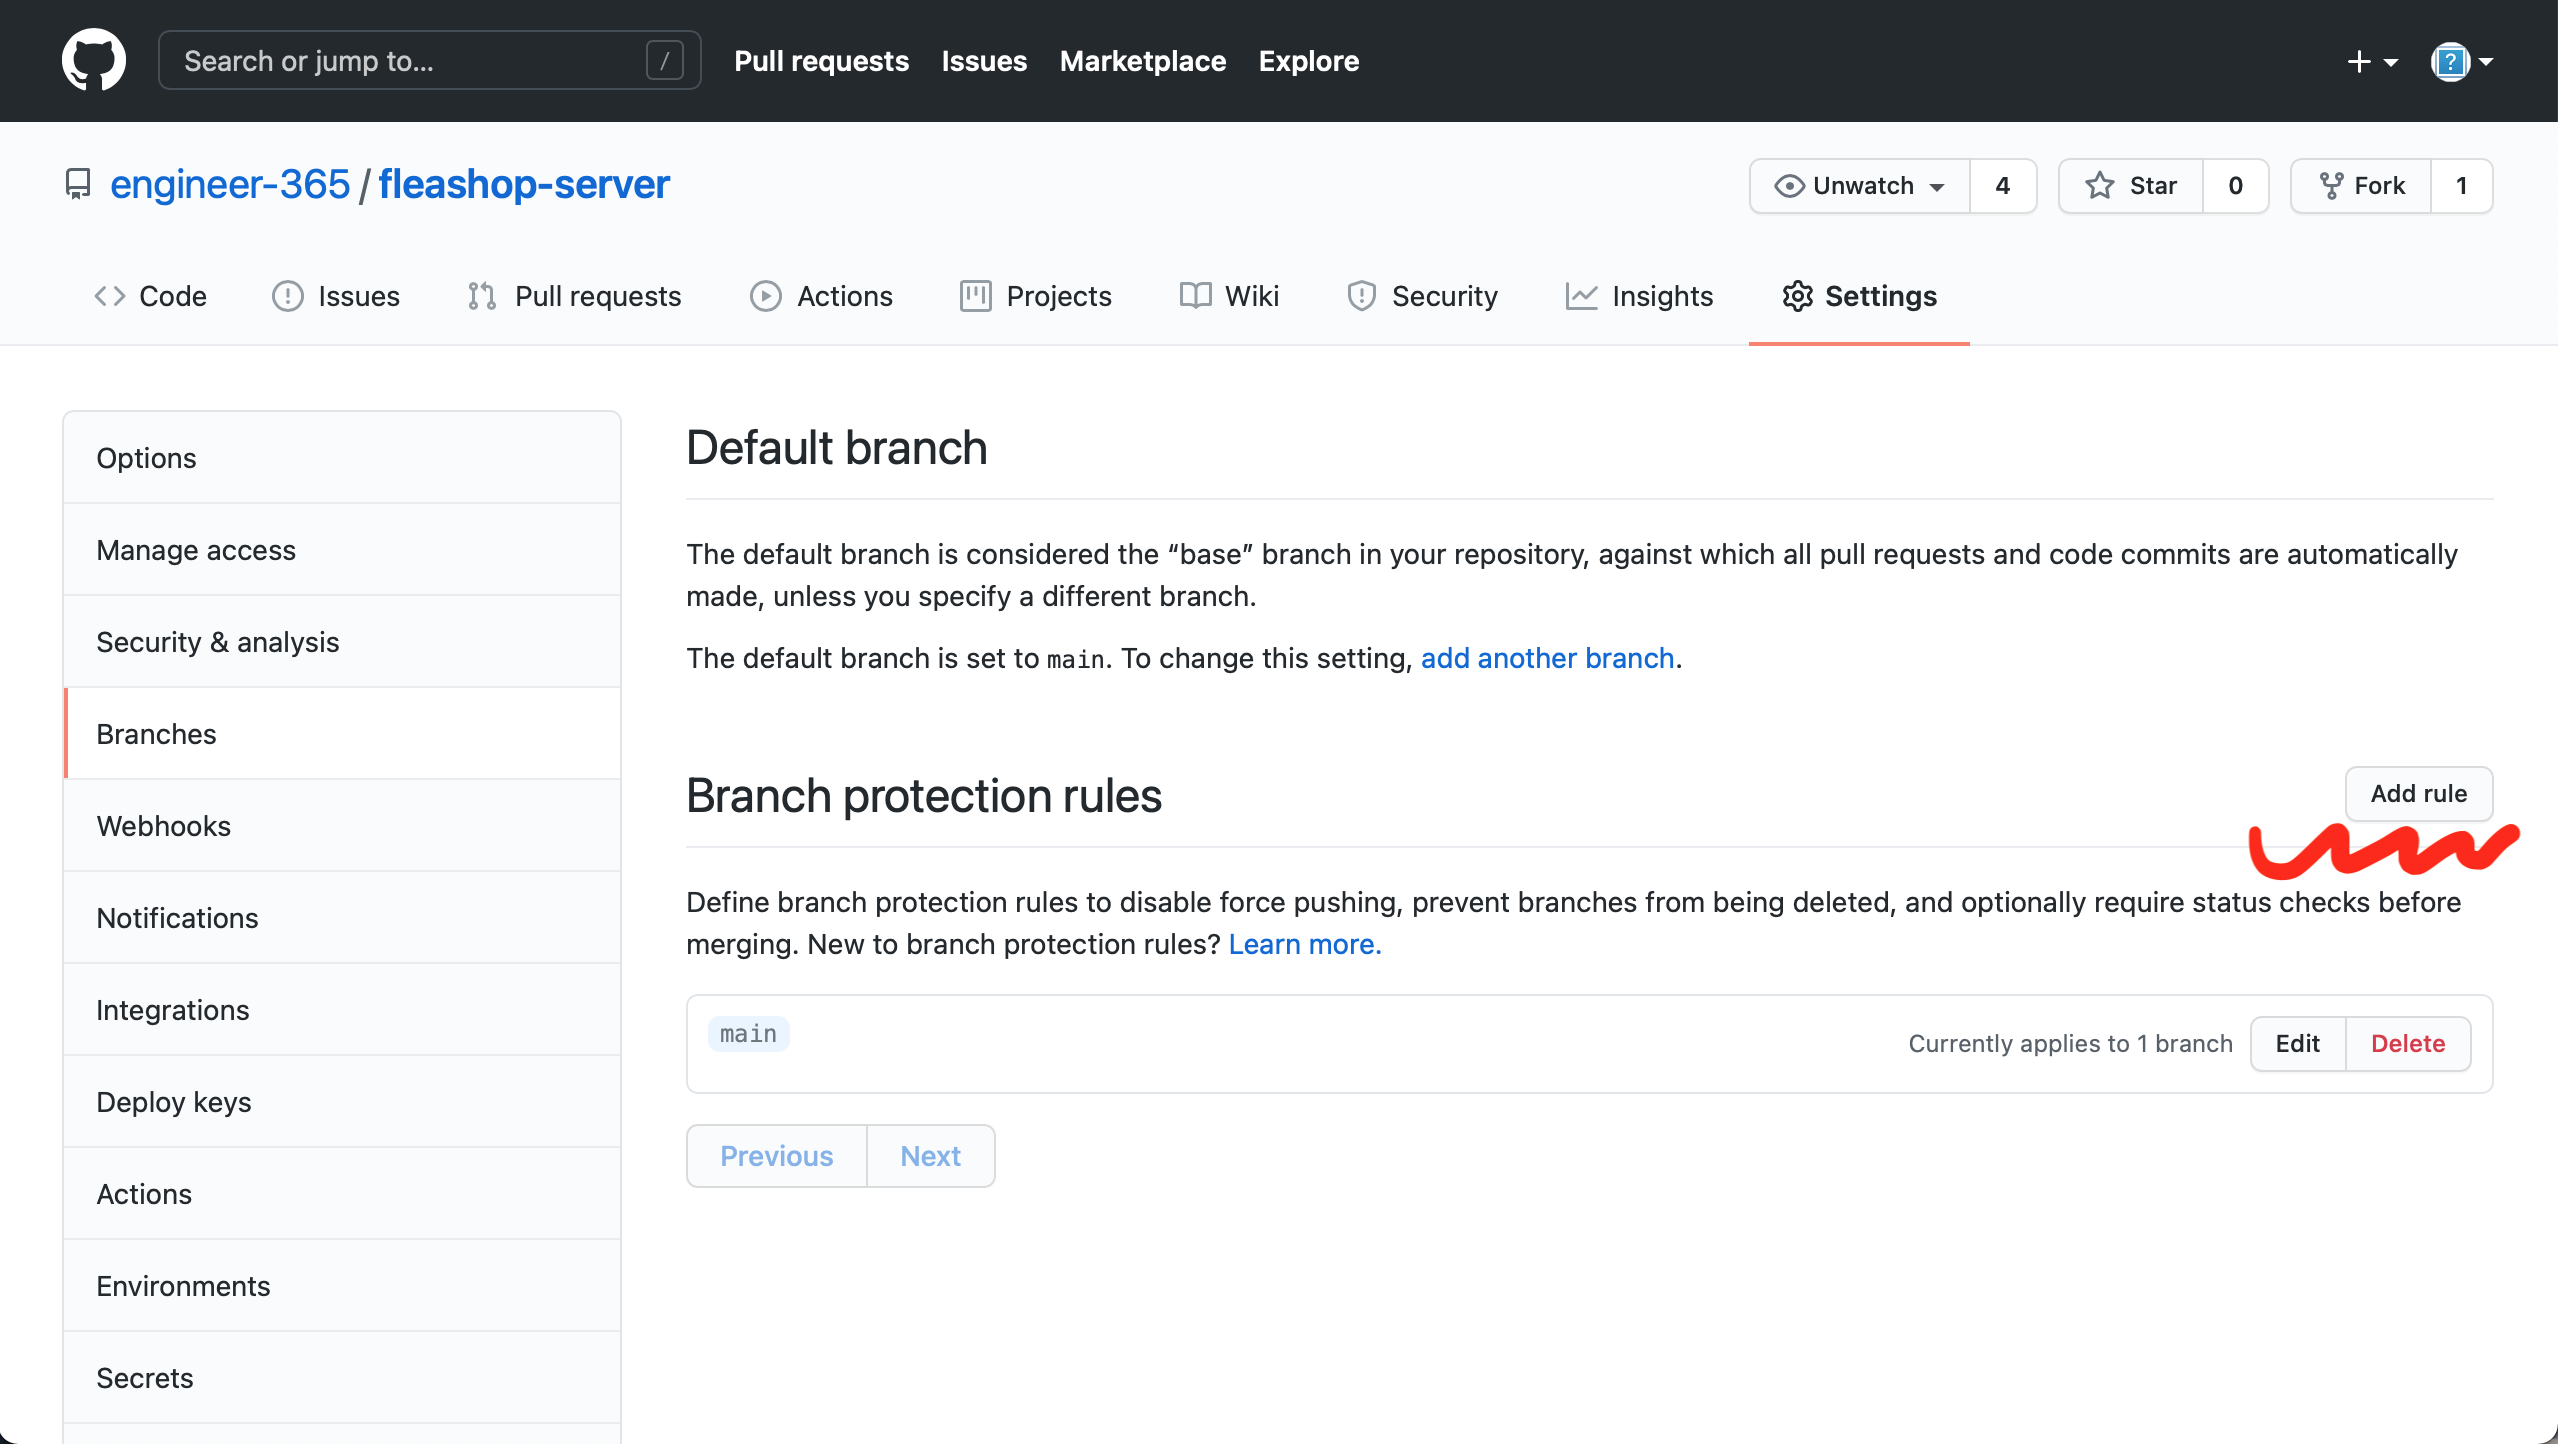 Search or jump to... /
Pull requests Issues Marketplace Explore
engineer-365 / fleashop-server
Unwatch 4 Star 0 Fork 1
Code Issues Pull requests Actions Projects Wiki Security Insights Settings
Options
Manage access
Security & analysis
Branches
Webhooks
Notifications
Integrations
Deploy keys
Actions
Environments
Secrets
Default branch
The default branch is considered the “base” branch in your repository, against which all pull requests and code commits are automatically
made, unless you specify a different branch.
The default branch is set to main. To change this setting, add another branch.
Branch protection rules
Add rule
Define branch protection rules to disable force pushing, prevent branches from being deleted, and optionally require status checks before
merging. New to branch protection rules? Learn more.
main Currently applies to 1 branch Edit Delete
Previous Next